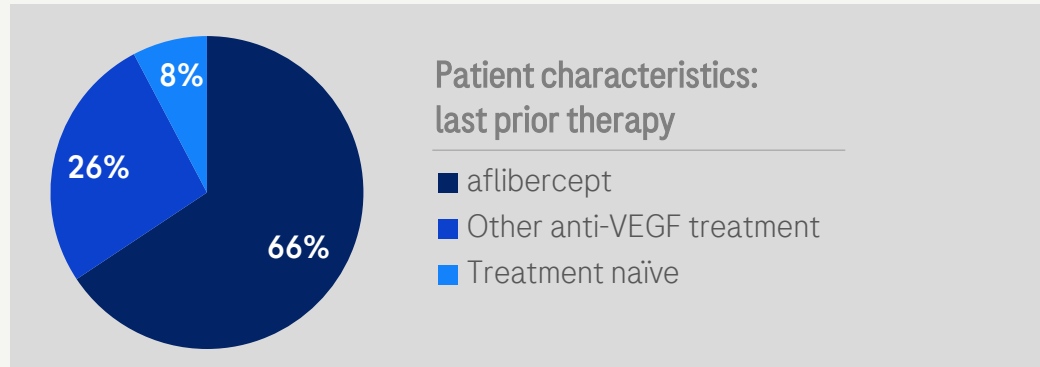 8%
26%
66%
Patient characteristics:
last prior therapy
aflibercept
Other anti-VEGF treatment
Treatment naïve